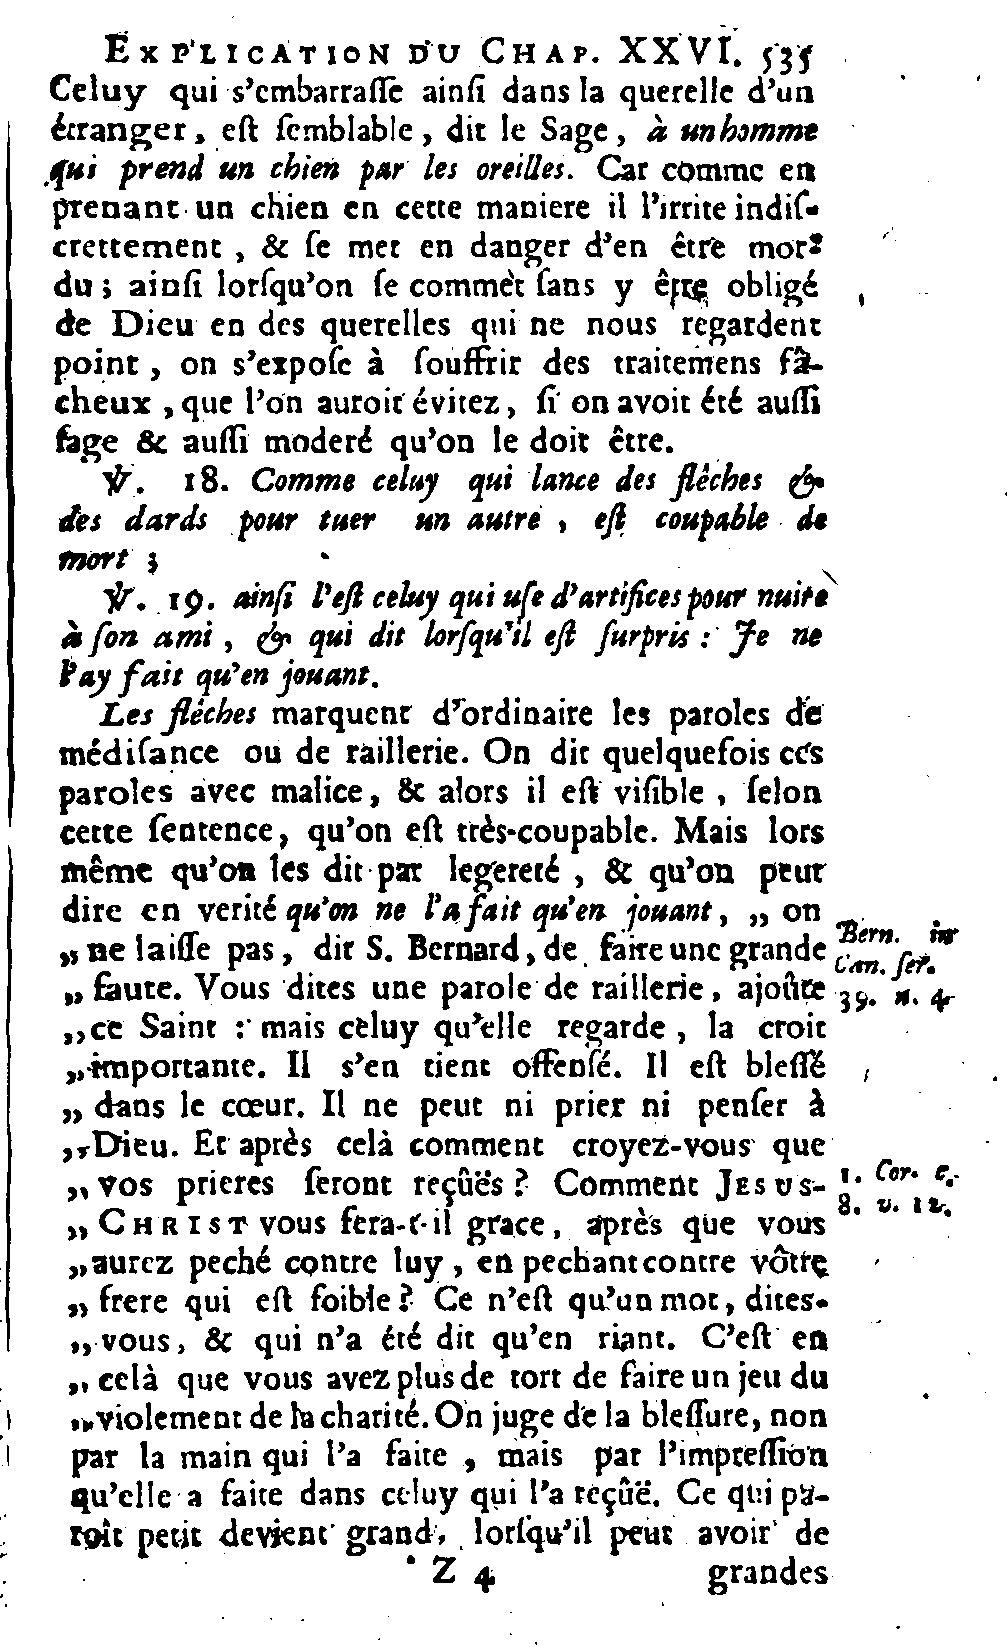 EXPLICATION DU CHAP. XXVI. 535
Celuy qui s'embarraſſe ainſi dans la querelle d'un
étranger, eſt ſemblable, dit le Sage, à un homme
qui prend un chien par les oreilles. Car comme en
prenant un chien en cette maniere il l'irrite indiſ-
crettement, & ſe met en danger d'en être mor-
du; ainſi lorſqu'on ſe commèt ſans y être obligé
de Dieu en des querelles qui ne nous regardent
point, on s'expoſe à ſouffrir des traitemens fâ-
cheux, que l'on auroit évitez, ſi on avoit été auſſi
ſage & auſſi moderé qu'on le doit être.
℣. 18. Comme celuy qui lance des flêches &
des dards pour tuer un autre, eſt coupable de
mort;
℣. 19. ainſi l'eſt celuy qui uſe d'artifices pour nuire
à ſon ami, & qui dit lorſqu'il eſt ſurpris: Je ne
l'ay fait qu'en jouant.
Les flêches marquent d'ordinaire les paroles de
médiſance ou de raillerie. On dit quelquefois ces
paroles avec malice, & alors il eſt viſible, ſelon
cette ſentence, qu'on eſt très-coupable. Mais lors
même qu'on les dit par legereté, & qu'on peut
dire en verité qu'on ne l'a fait qu'en jouant, „ on
„ ne laiſſe pas, dit S. Bernard, de faire une grande
„ faute. Vous dites une parole de raillerie, ajoûte
„ ce Saint: mais celuy qu'elle regarde, la croit
„ importante. Il s'en tient offenſé. Il eſt bleſſé
„ dans le cœur. Il ne peut ni prier ni penſer à
„ Dieu. Et après celà comment croyez-vous que
„ vos prieres ſeront reçûës? Comment JESUS-
„ CHRIST vous fera-t-il grace, après que vous
„ aurez peché contre luy, en pechant contre vôtre
„ frere qui eſt foible? Ce n'eſt qu'un mot, dites-
„ vous, & qui n'a été dit qu'en riant. C'eſt en
„ celà que vous avez plus de tort de faire un jeu du
„ violement de la charité. On juge de la bleſſure, non
par la main qui l'a faite, mais par l'impreſſion
qu'elle a faite dans celuy qui l'a reçûë. Ce qui pa-
roît petit devient grand, lorſqu'il peut avoir de
Z 4 grandes
Bern. in
Can. ſer.
39. n. 4.
1. Cor. c.
8. v. 12.